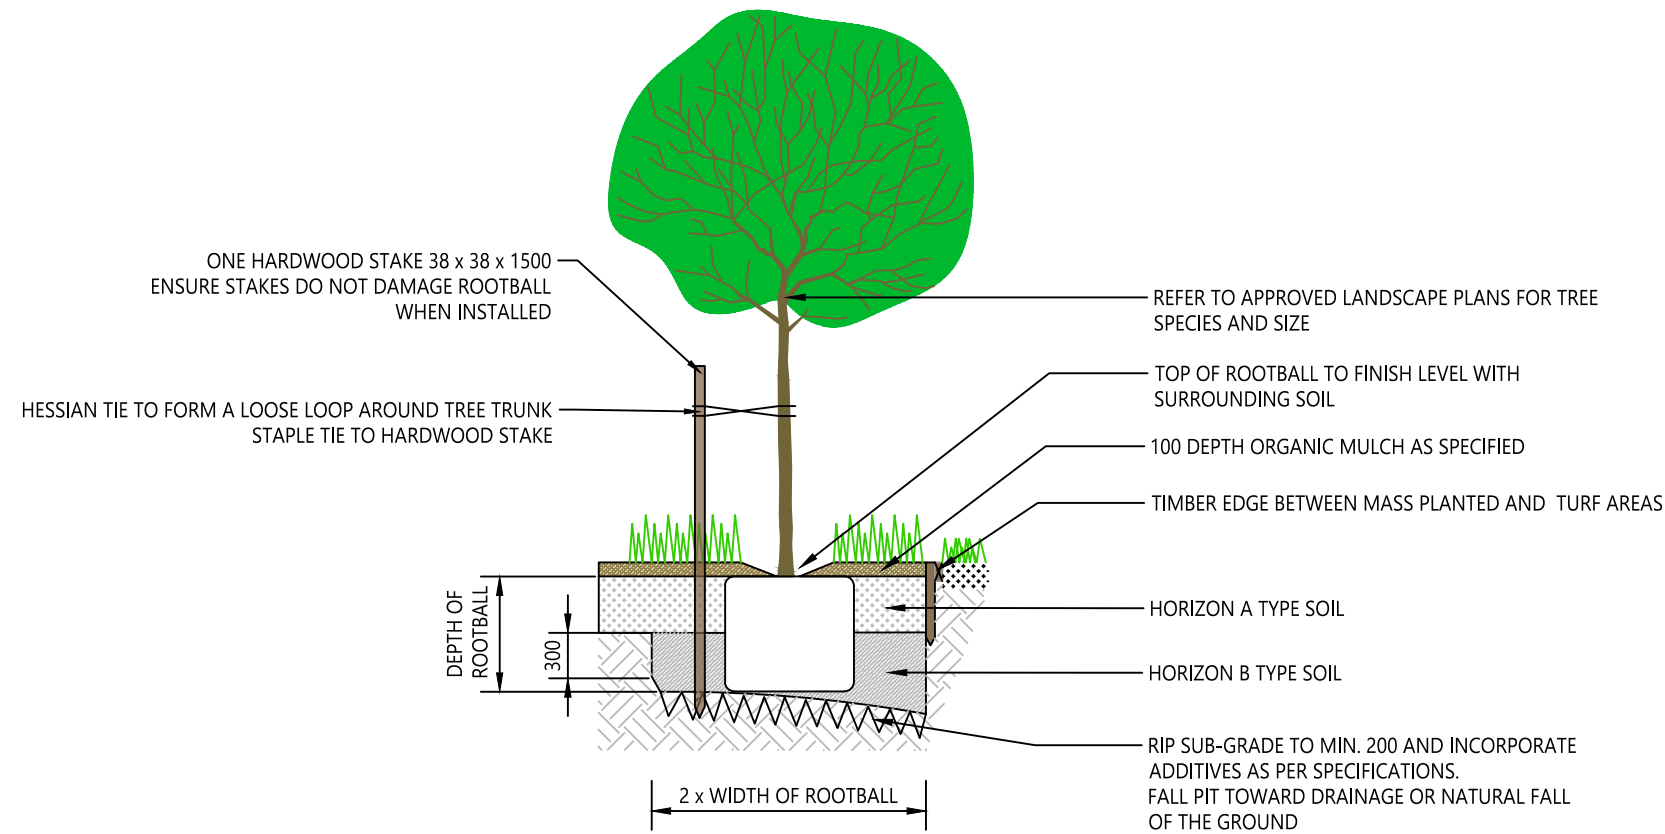 ONE HARDWOOD STAKE 38 x 38 x 1500
ENSURE STAKES DO NOT DAMAGE ROOTBALL
WHEN INSTALLED
HESSIAN TIE TO FORM A LOOSE LOOP AROUND TREE TRUNK
STAPLE TIE TO HARDWOOD STAKE
REFER TO APPROVED LANDSCAPE PLANS FOR TREE
SPECIES AND SIZE
TOP OF ROOTBALL TO FINISH LEVEL WITH
SURROUNDING SOIL
100 DEPTH ORGANIC MULCH AS SPECIFIED
TIMBER EDGE BETWEEN MASS PLANTED AND TURF AREAS
DEPTH OF
ROOTBALL
300
HORIZON A TYPE SOIL
HORIZON B TYPE SOIL
RIP SUB-GRADE TO MIN. 200 AND INCORPORATE
ADDITIVES AS PER SPECIFICATIONS.
FALL PIT TOWARD DRAINAGE OR NATURAL FALL
OF THE GROUND
2 x WIDTH OF ROOTBALL